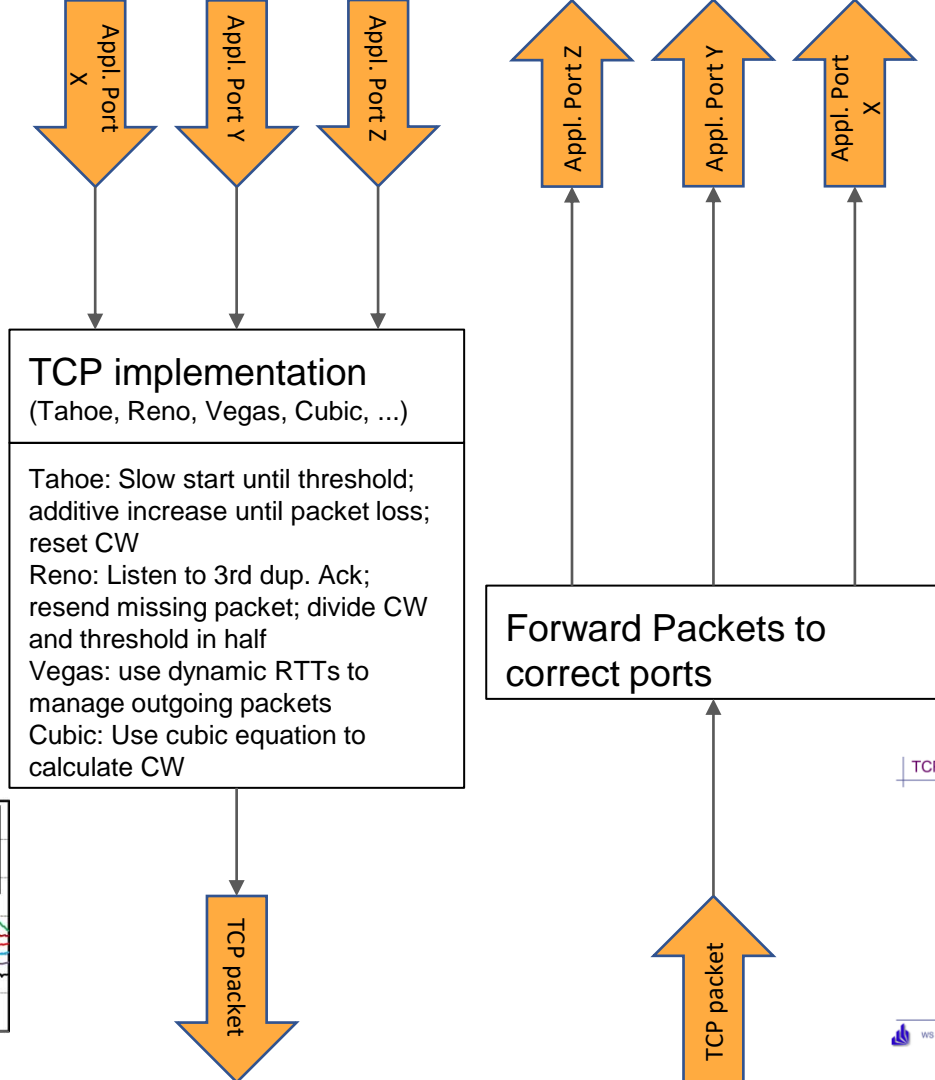 Appl. Port
X
Appl. Port Y
Appl. Port Z
Appl. Port Z
Appl. Port Y
Appl. Port
X
TCP implementation
(Tahoe, Reno, Vegas, Cubic, ...)
Tahoe: Slow start until threshold;
additive increase until packet loss;
reset CW
Reno: Listen to 3rd dup. Ack;
resend missing packet; divide CW
and threshold in half
Vegas: use dynamic RTTs to
manage outgoing packets
Cubic: Use cubic equation to
calculate CW
Forward Packets to
correct ports
TCP packet
TCP packet
WS